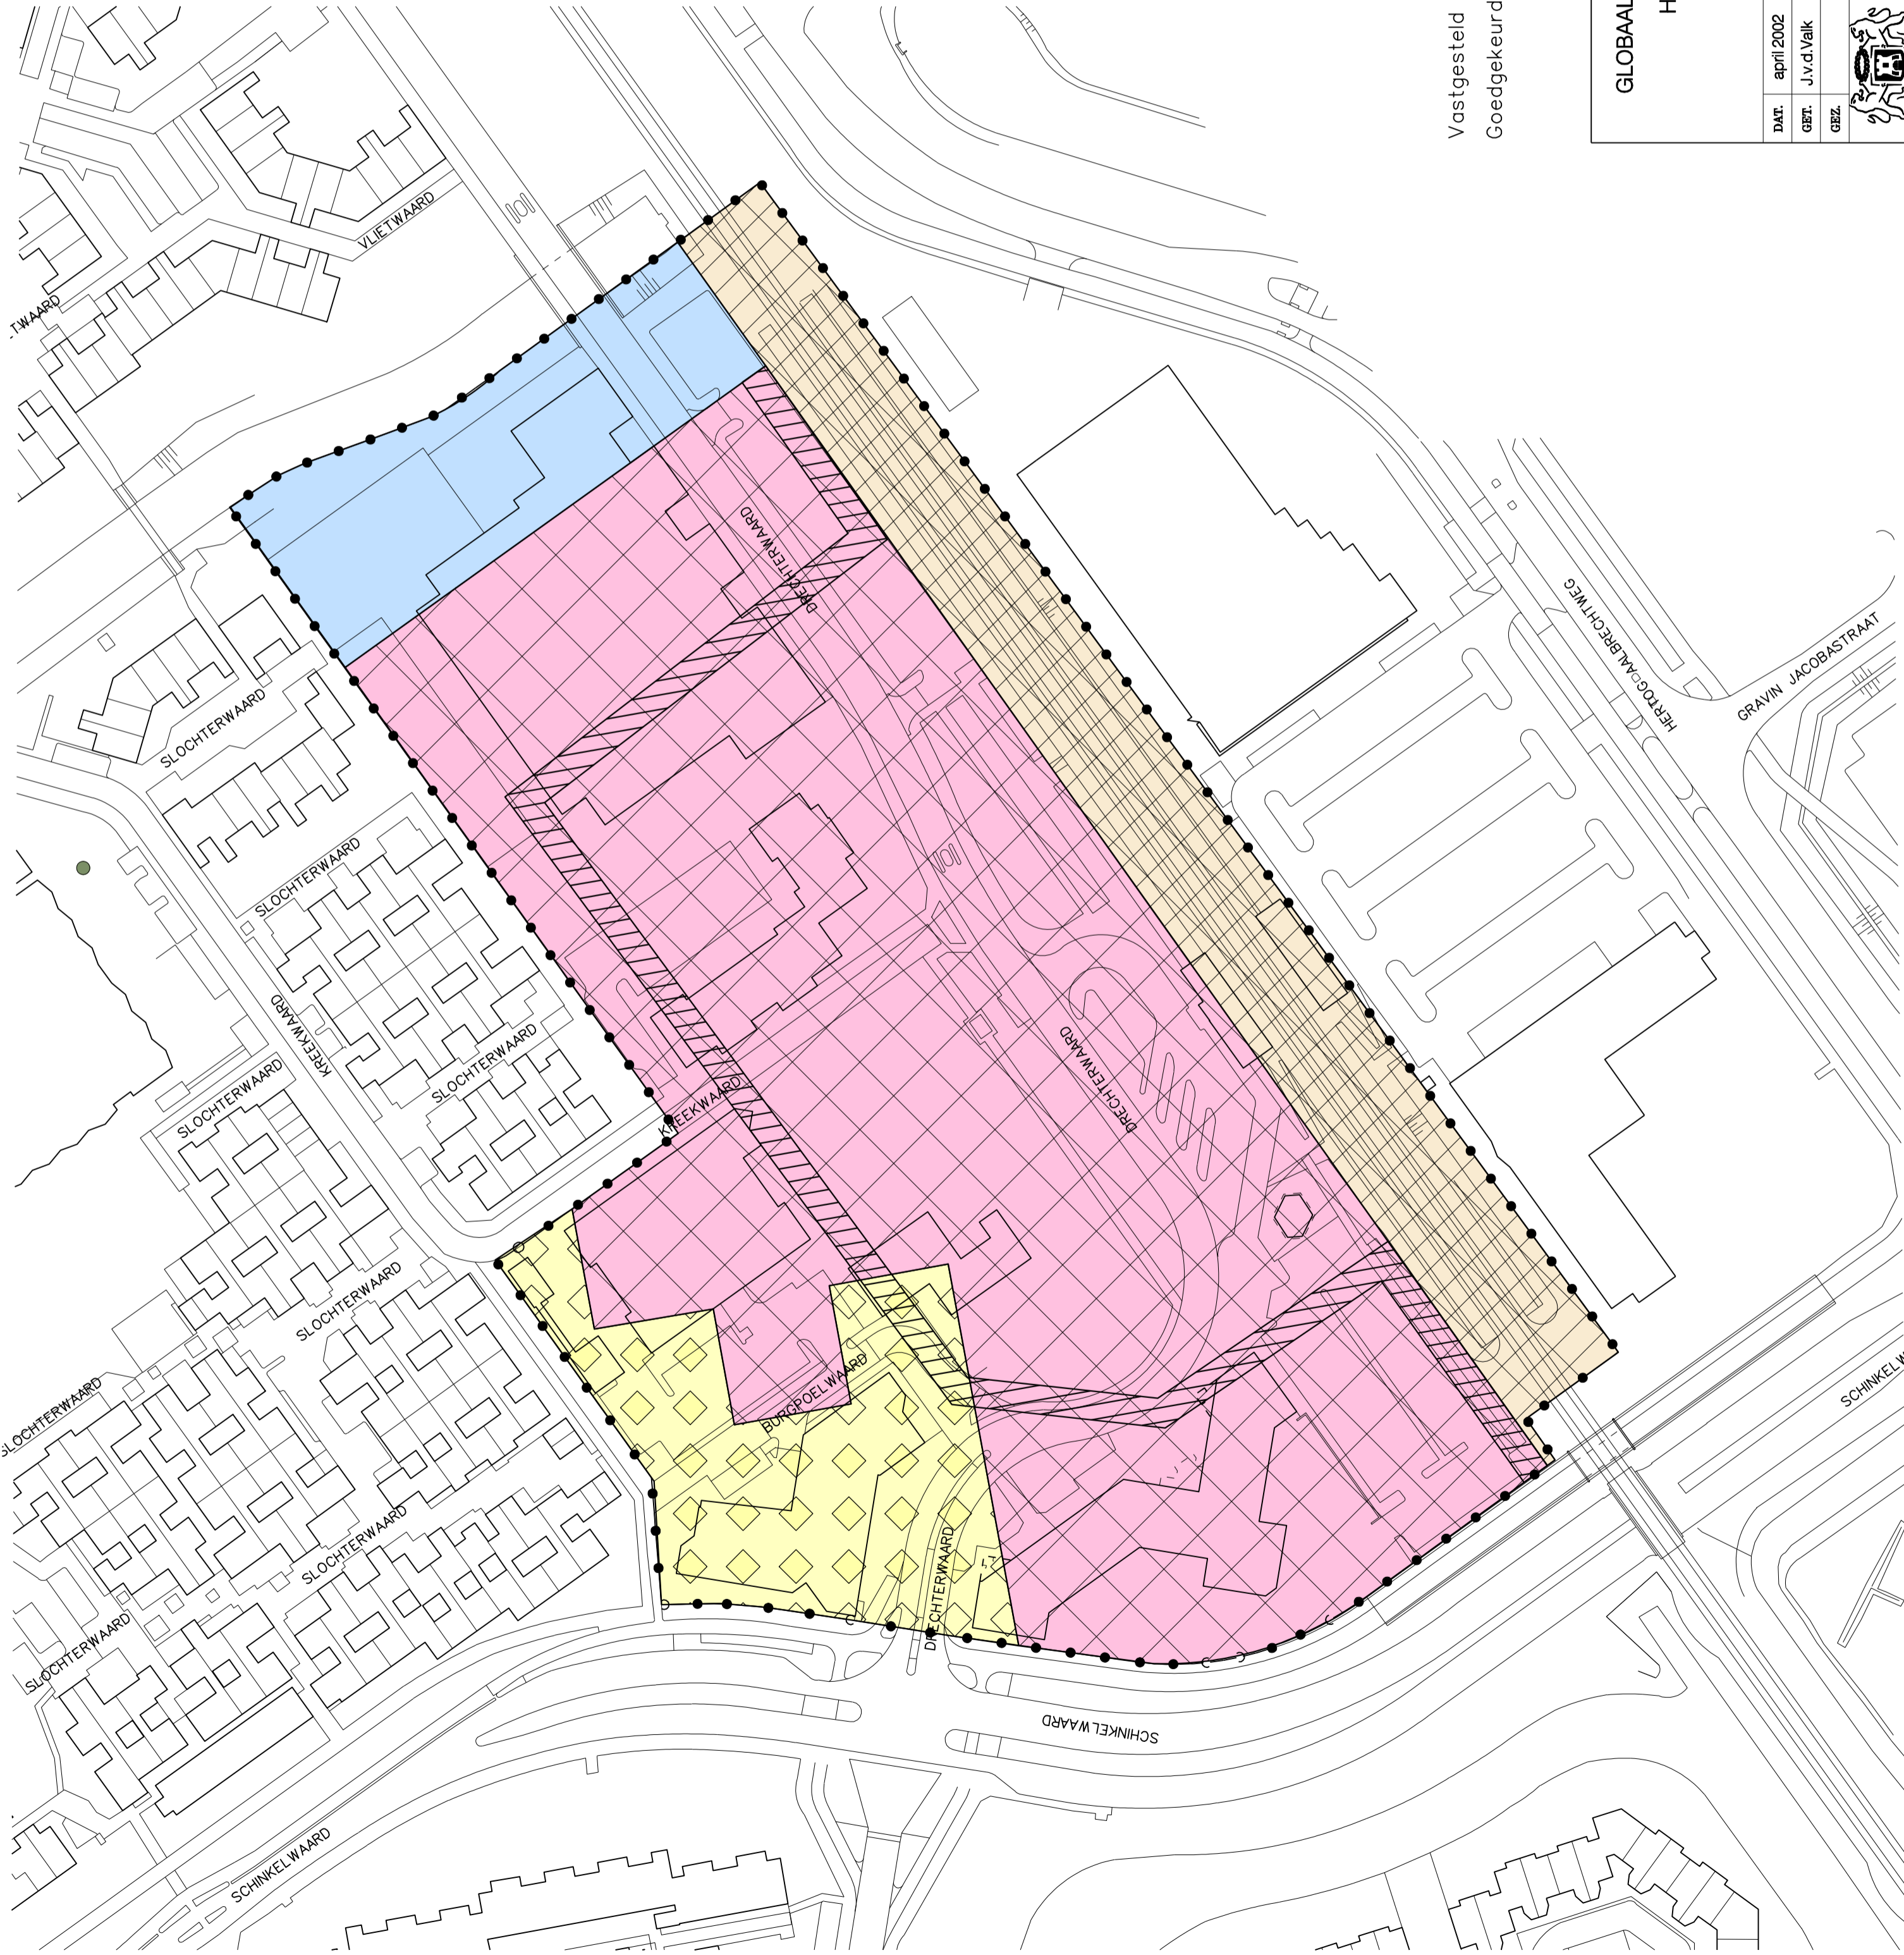 Vastgesteld
Goedgekeurd
GLOBAAL
H
DAT. april 2002
GET. J.v.d.Valk
GEZ.
VLIETWAARD
TWAARD
SLOCHTERWAARD
DRECHTERWAARD
HERTOG AALBRECHTWEG
GRAVIN JACOBASTRAAT
SLOCHTERWAARD
KREEKWAARD
SLOCHTERWAARD
SLOCHTERWAARD
KREEKWAARD
DRECHTERWAARD
SLOCHTERWAARD
SLOCHTERWAARD
BURGPOELWAARD
SCHINKELW
SLOCHTERWAARD
SLOCHTERWAARD
DRECHTERWAARD
SCHINKELWAARD
SCHINKELWAARD